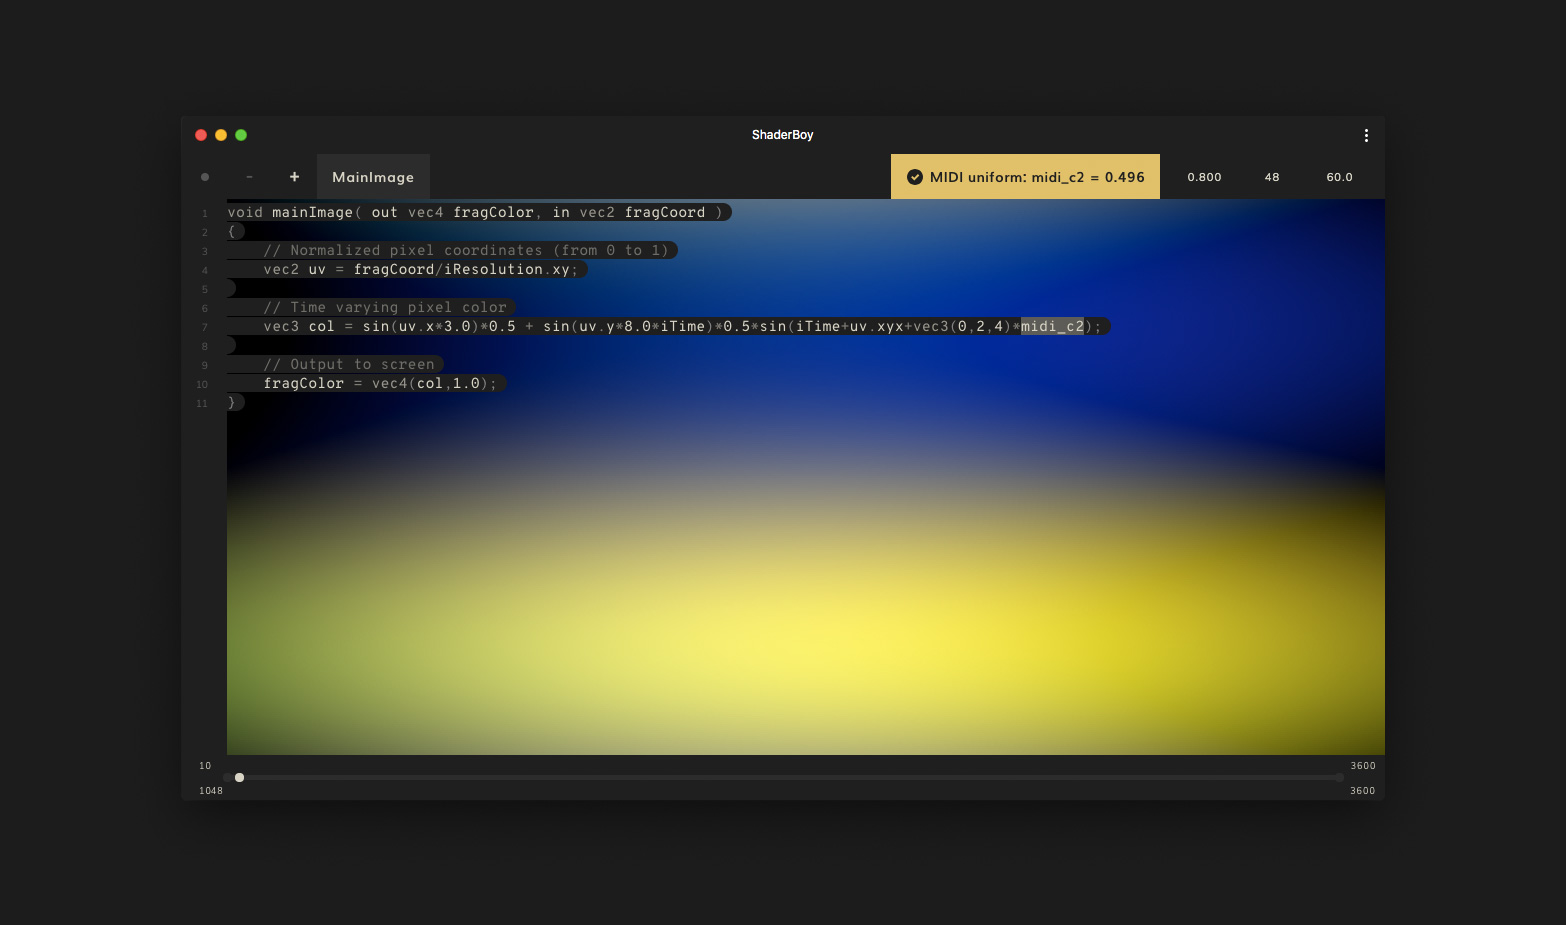 ShaderBoy
- + MainImage MIDI uniform: midi_c2 = 0.496 0.800 48 60.0
1 void mainImage( out vec4 fragColor, in vec2 fragCoord )
2 {
3 // Normalized pixel coordinates (from 0 to 1)
4 vec2 uv = fragCoord/iResolution.xy;
5
6 // Time varying pixel color
7 vec3 col = sin(uv.x*3.0)*0.5 + sin(uv.y*8.0*iTime)*0.5*sin(iTime+uv.xyx+vec3(0,2,4)*midi_c2);
8
9 // Output to screen
10 fragColor = vec4(col,1.0);
11 }
10 3600
1048 3600